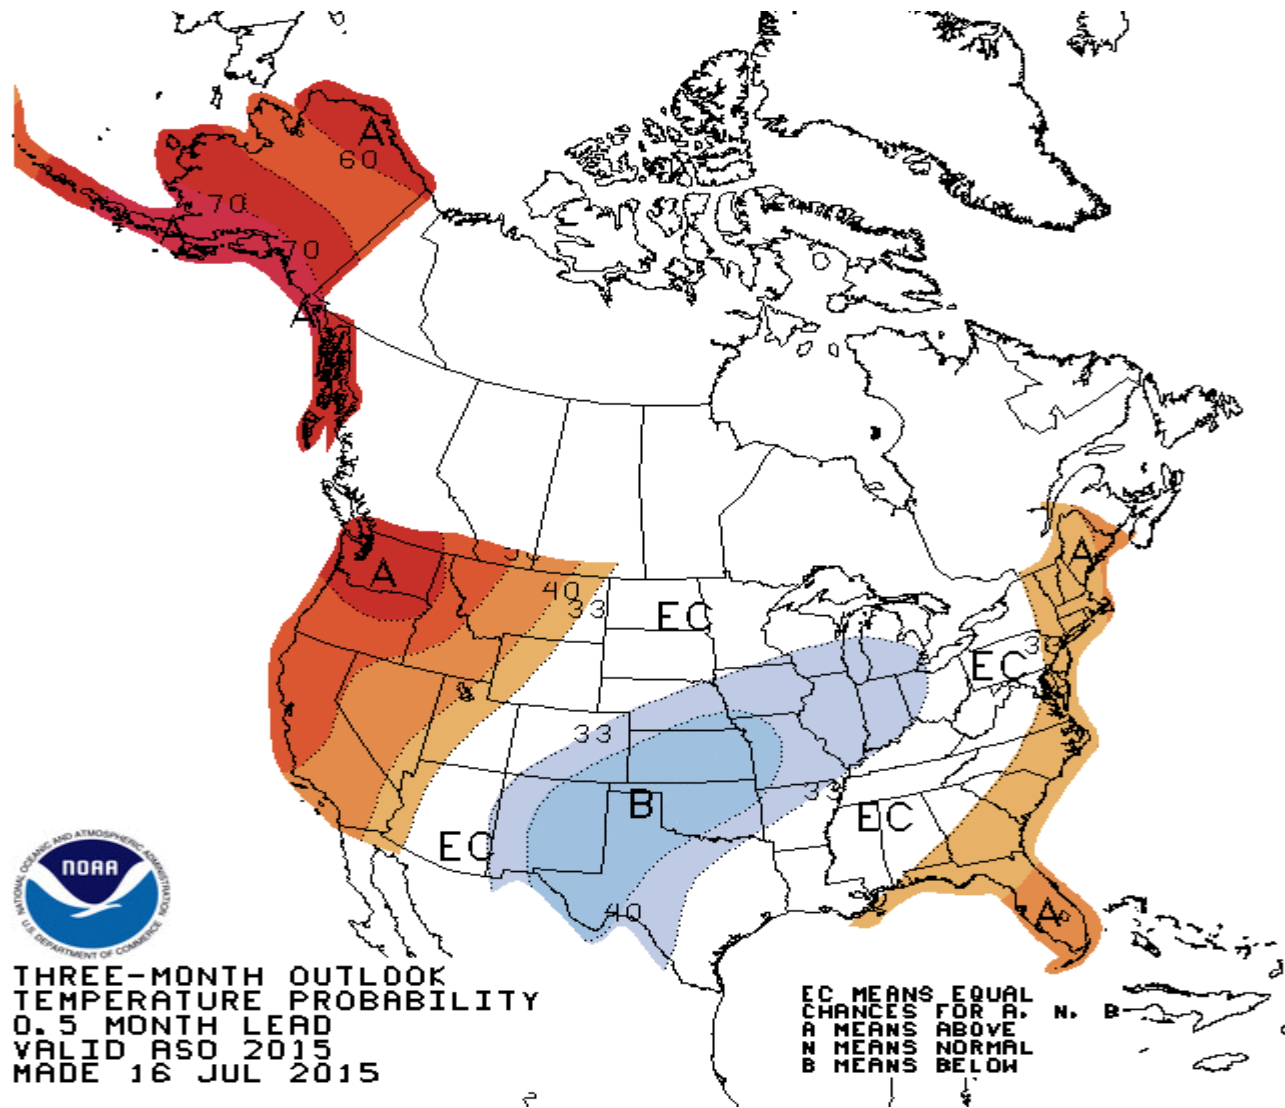 A
60
70
70
A
A
50
40
33
EC
A
33
EC
33
33
B
EC
EC
40
A
NOAA
NATIONAL OCEANIC AND ATMOSPHERIC ADMINISTRATION
U.S. DEPARTMENT OF COMMERCE
THREE-MONTH OUTLOOK
TEMPERATURE PROBABILITY
0.5 MONTH LEAD
VALID ASO 2015
MADE 16 JUL 2015
EC MEANS EQUAL
CHANCES FOR A, N, B
A MEANS ABOVE
N MEANS NORMAL
B MEANS BELOW